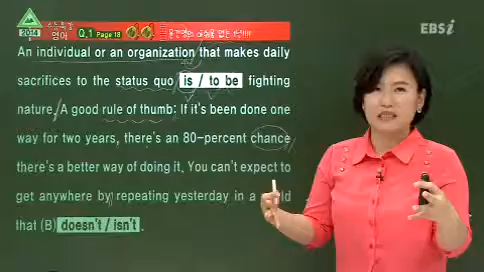 2014
영어
Q.1 Page 18
EBSi
An individual or an organization that makes daily
sacrifices to the status quo is / to be fighting
nature. A good rule of thumb: If it's been done one
way for two years, there's an 80-percent chance
there's a better way of doing it. You can't expect to
get anywhere by repeating yesterday in a
that (B) doesn't / isn't .